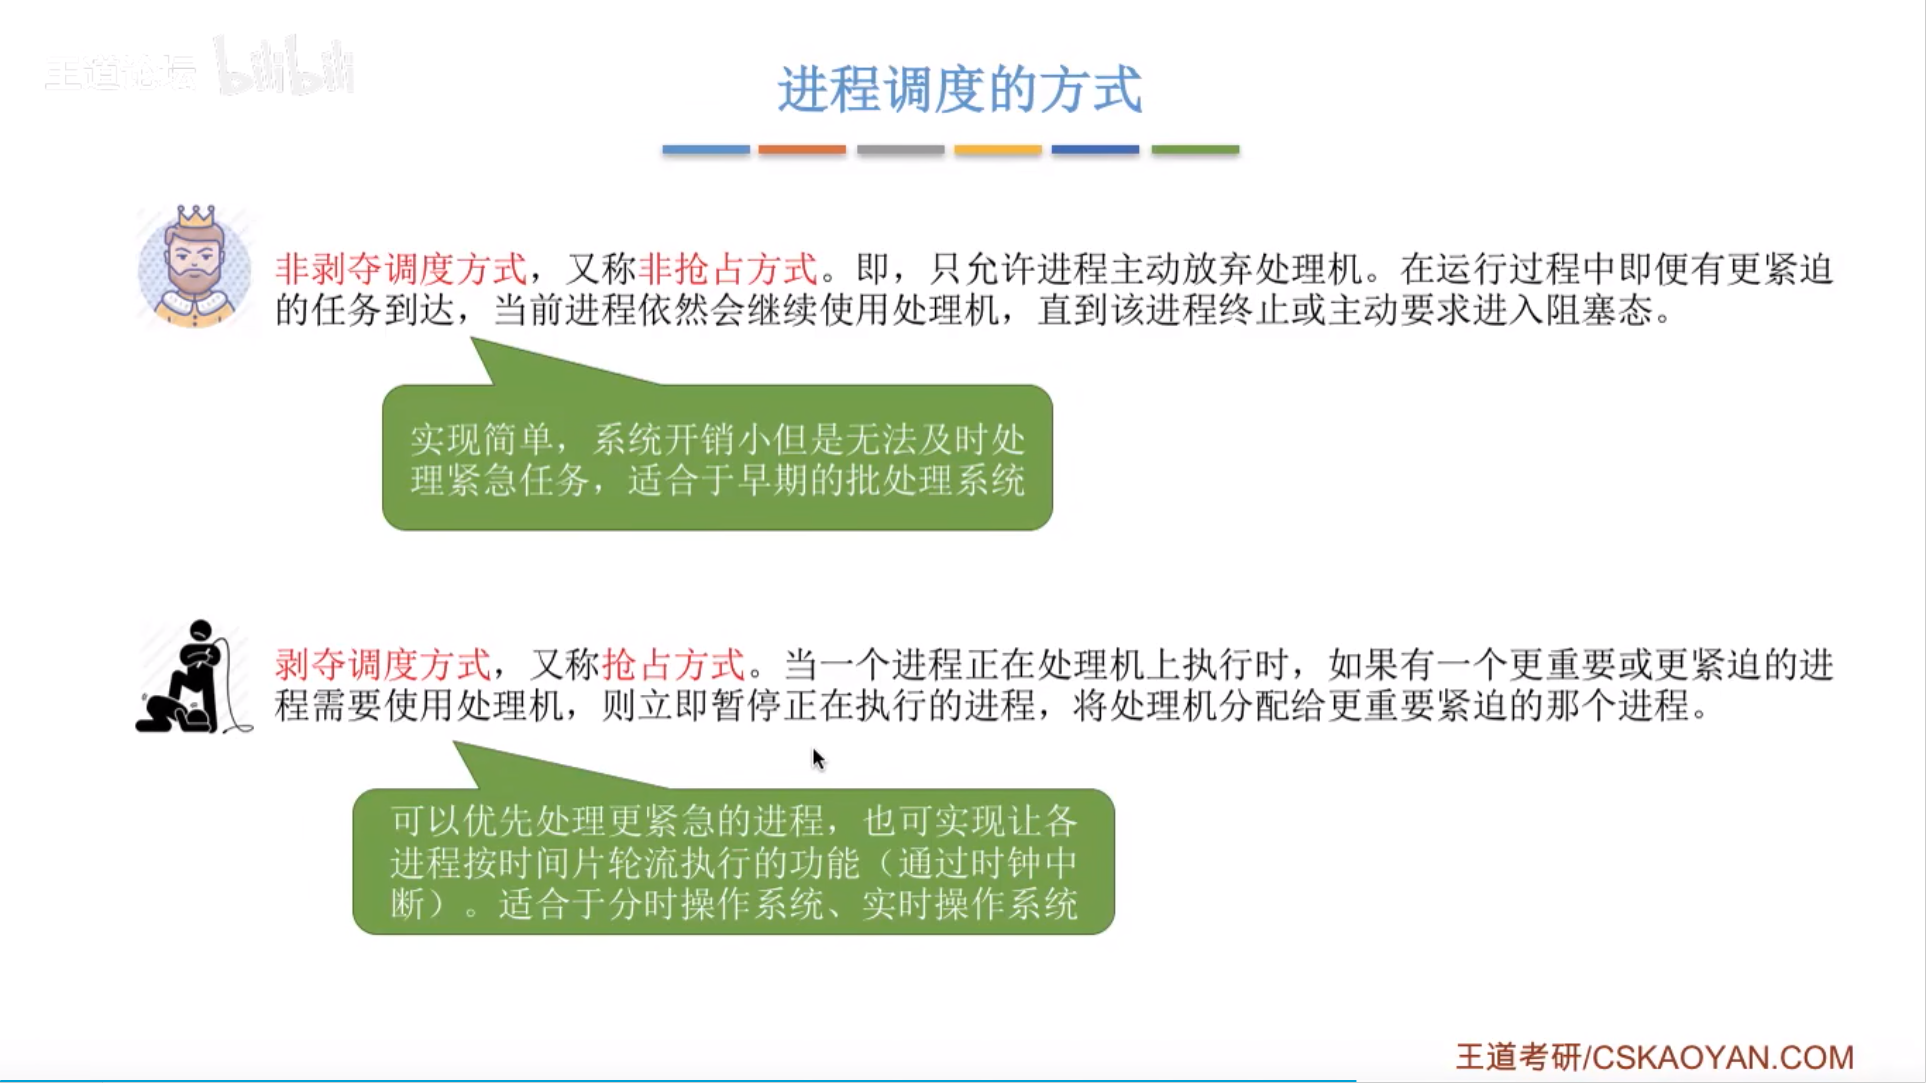 王道论坛 bilibili
进程调度的方式
非剥夺调度方式，又称非抢占方式。即，只允许进程主动放弃处理机。在运行过程中即便有更紧迫
的任务到达，当前进程依然会继续使用处理机，直到该进程终止或主动要求进入阻塞态。
实现简单，系统开销小但是无法及时处
理紧急任务，适合于早期的批处理系统
剥夺调度方式，又称抢占方式。当一个进程正在处理机上执行时，如果有一个更重要或更紧迫的进
程需要使用处理机，则立即暂停正在执行的进程，将处理机分配给更重要紧迫的那个进程。
可以优先处理更紧急的进程，也可实现让各
进程按时间片轮流执行的功能（通过时钟中
断）。适合于分时操作系统、实时操作系统
王道考研/CSKAOYAN.COM